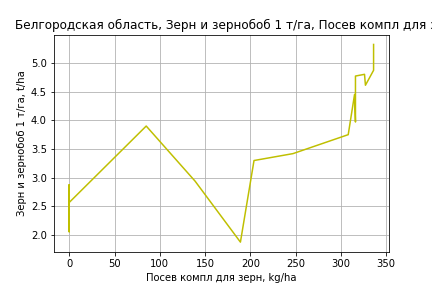 Белгородская область, Зерн и зернобоб 1 т/га, Посев компл для з
Зерн и зернобоб 1 т/га, t/ha
5.0
4.5
4.0
3.5
3.0
2.5
2.0
0 50 100 150 200 250 300 350
Посев компл для зерн, kg/ha